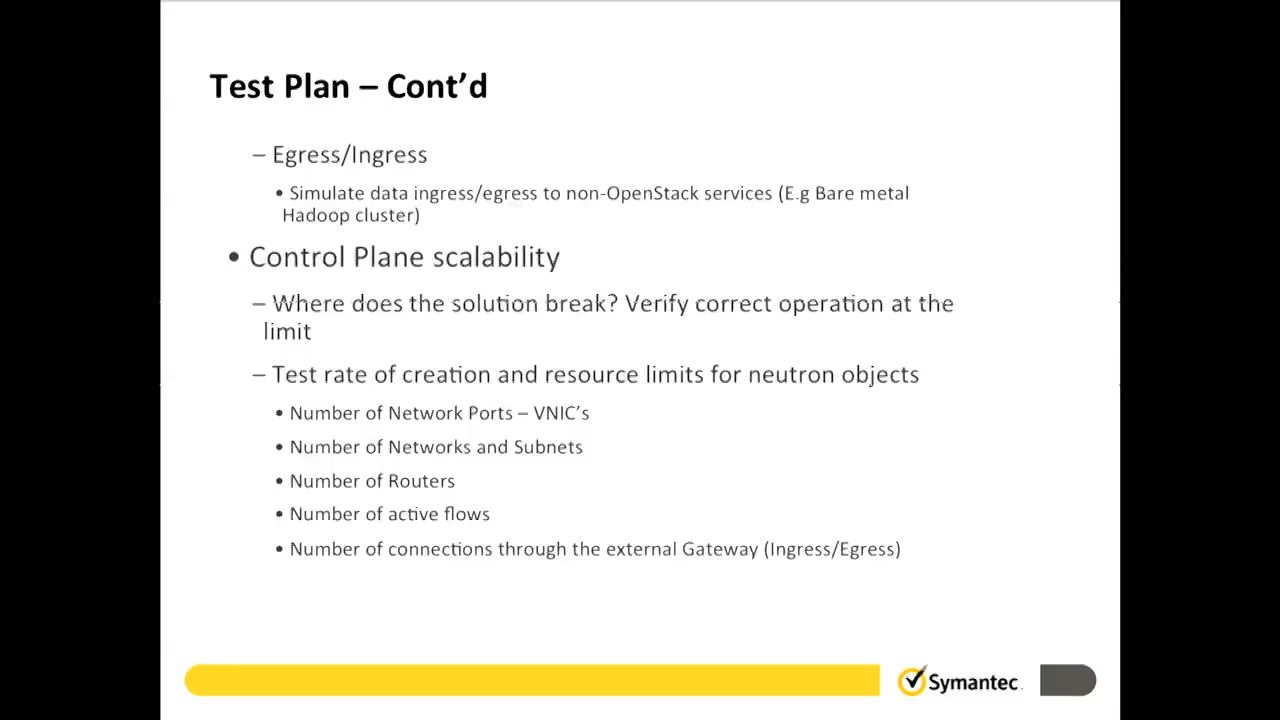 Test Plan – Cont’d
– Egress/Ingress
• Simulate data ingress/egress to non-OpenStack services (E.g Bare metal
Hadoop cluster)
• Control Plane scalability
– Where does the solution break? Verify correct operation at the
limit
– Test rate of creation and resource limits for neutron objects
• Number of Network Ports – VNIC’s
• Number of Networks and Subnets
• Number of Routers
• Number of active flows
• Number of connections through the external Gateway (Ingress/Egress)
Symantec.